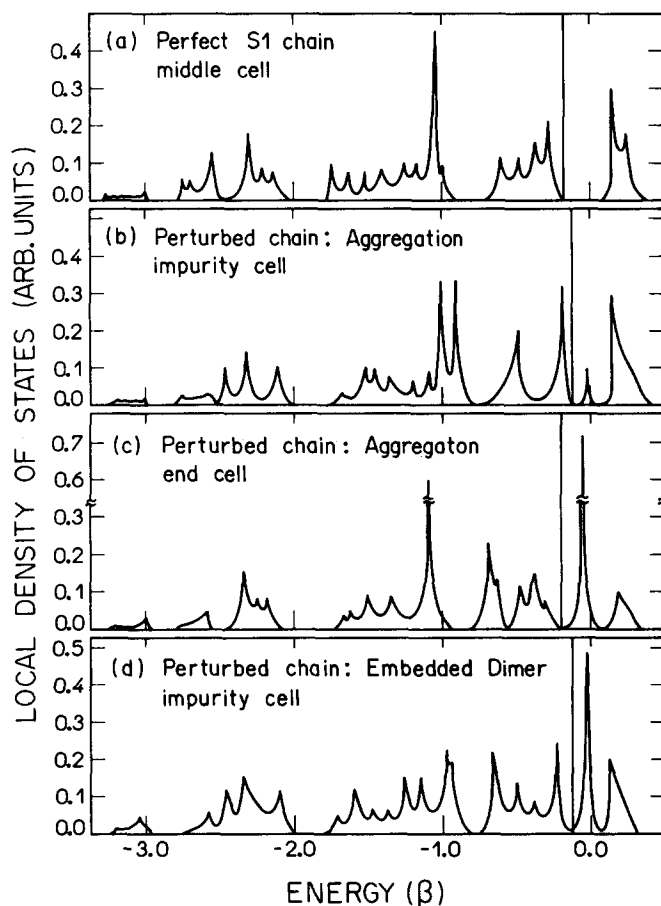 LOCAL DENSITY OF STATES (ARB. UNITS)
(a) Perfect S1 chain
middle cell
0.4
0.3
0.2
0.1
0.0
(b) Perturbed chain: Aggregation
impurity cell
0.4
0.3
0.2
0.1
0.0
(c) Perturbed chain: Aggregaton
end cell
0.7
0.6
0.3
0.2
0.1
0.0
(d) Perturbed chain: Embedded Dimer
impurity cell
0.5
0.4
0.3
0.2
0.1
0.0
-3.0 -2.0 -1.0 0.0
ENERGY (β)